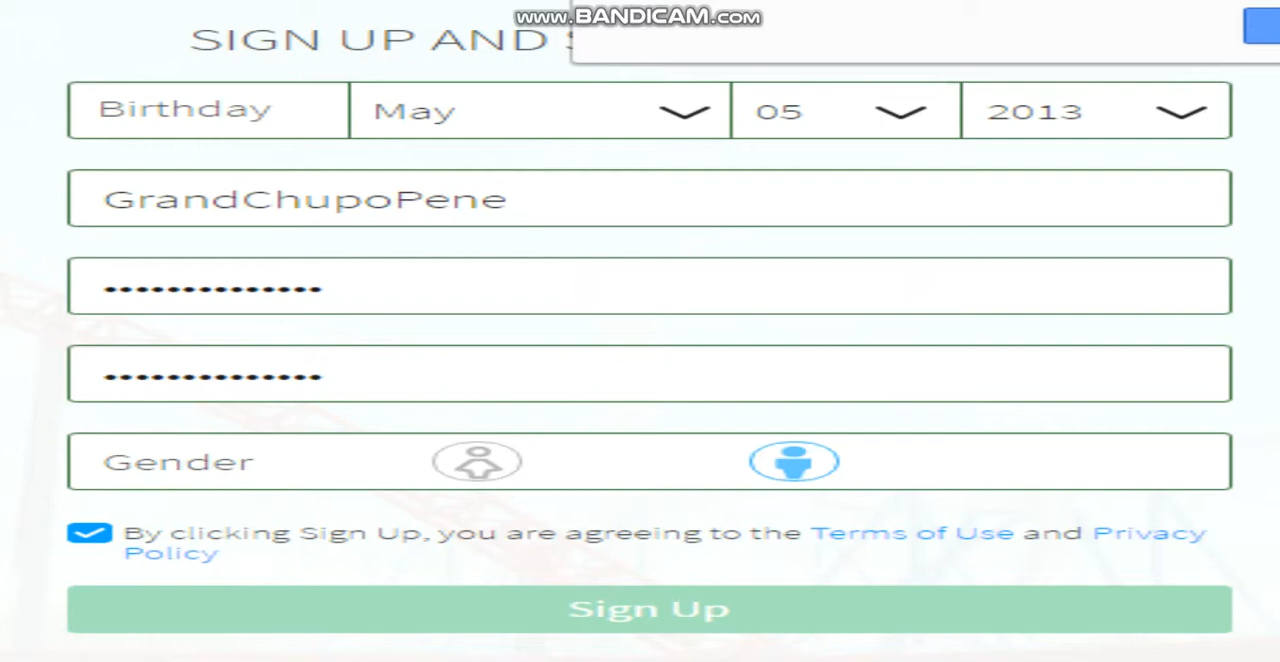 www.BANDICAM.com
SIGN UP AND
Birthday May 05 2013
GrandChupoPene
••••••••••••••
••••••••••••••
Gender
By clicking Sign Up, you are agreeing to the Terms of Use and Privacy
Policy
Sign Up